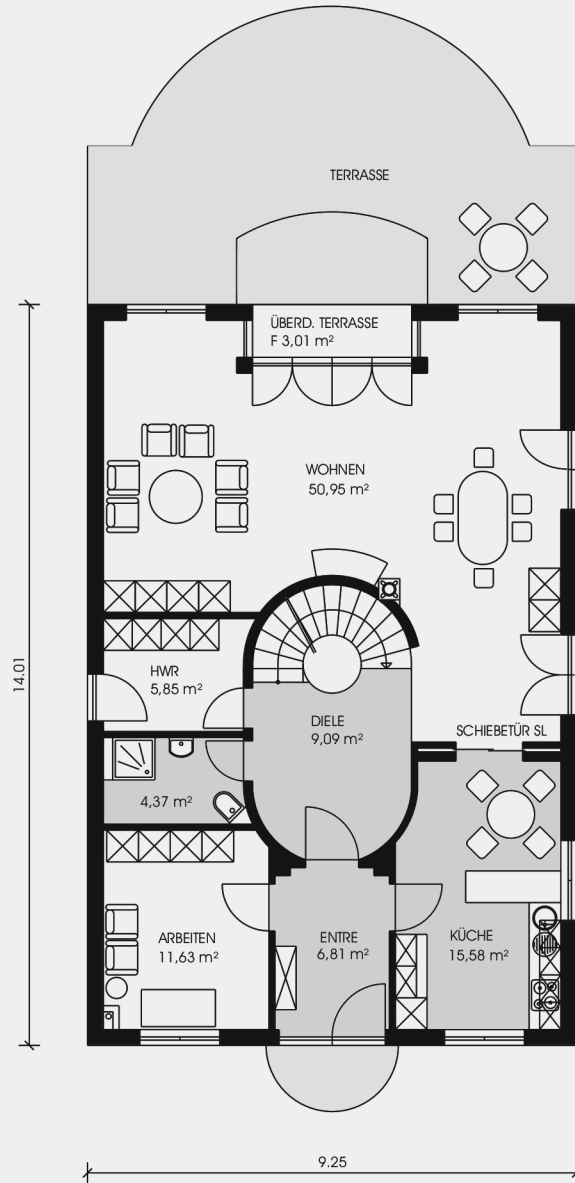 TERRASSE
ÜBERD. TERRASSE
F 3,01 m²
WOHNEN
50,95 m²
14.01
HWR
5,85 m²
DIELE
9,09 m²
SCHIEBETÜR SL
4,37 m²
ARBEITEN
11,63 m²
ENTRE
6,81 m²
KÜCHE
15,58 m²
9.25